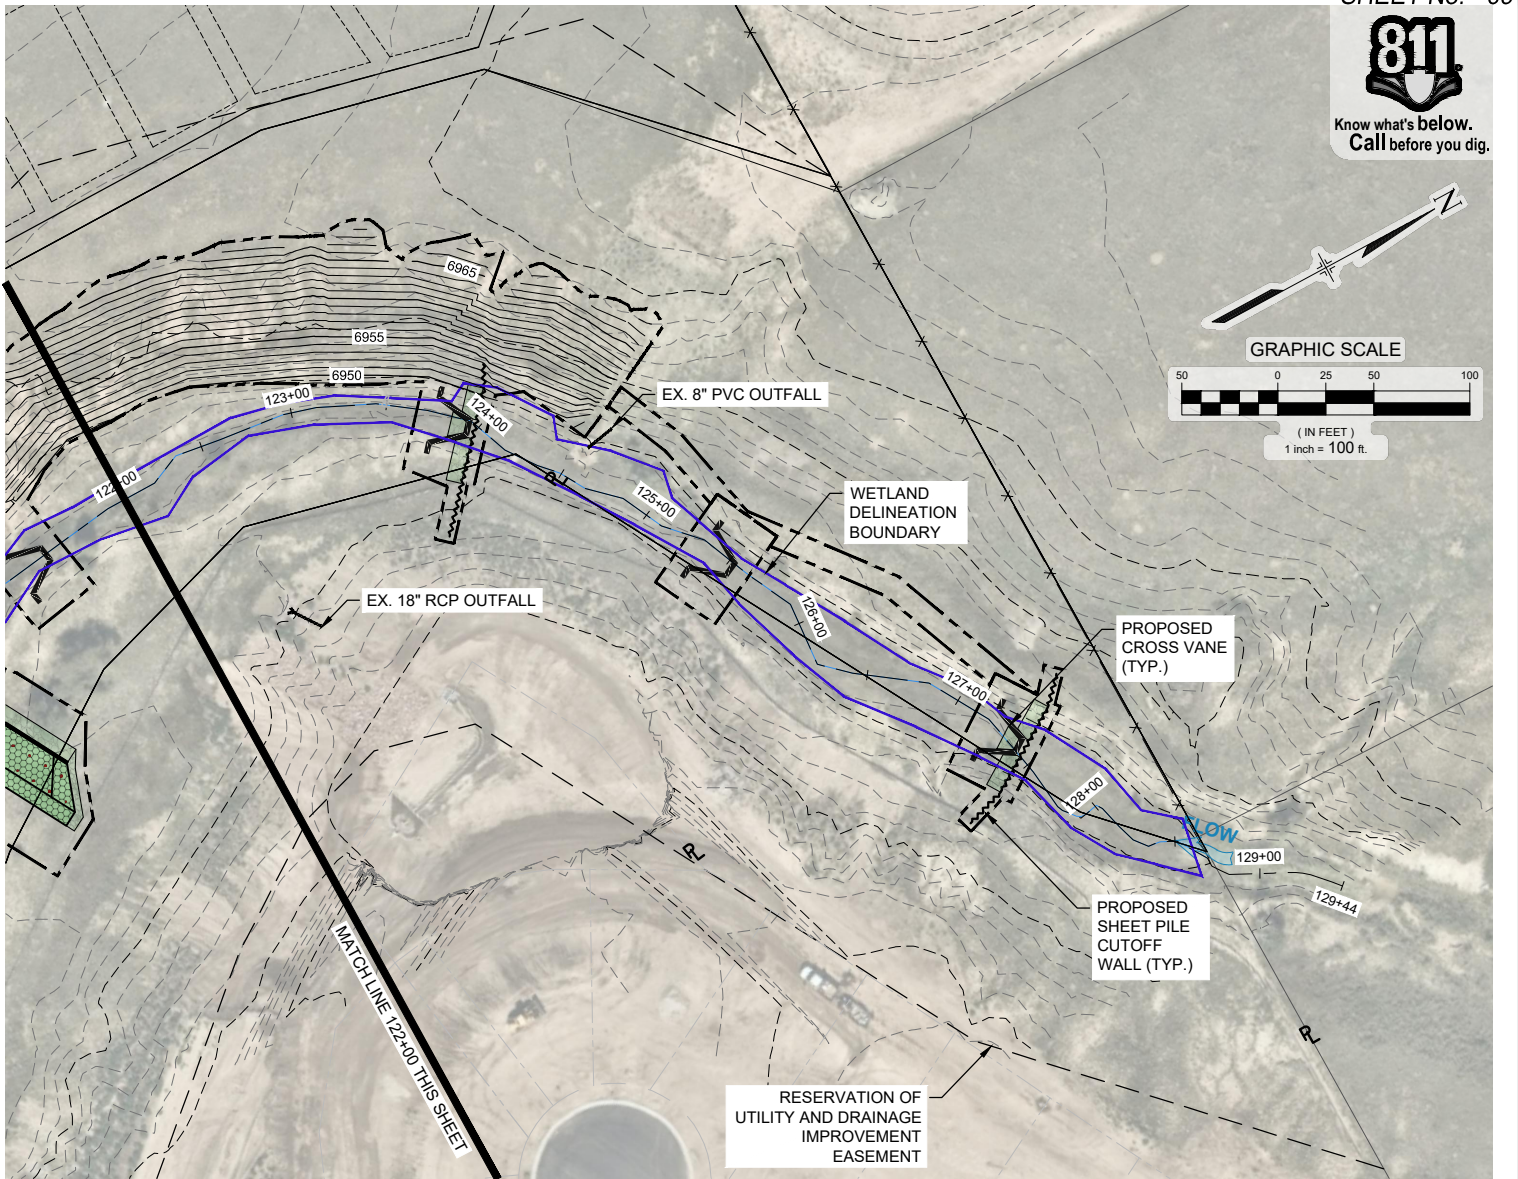 811
Know what's below.
Call before you dig.
N
GRAPHIC SCALE
50 0 25 50 100
( IN FEET )
1 inch = 100 ft.
6965
6955
6950
123+00
124+00
EX. 8" PVC OUTFALL
122+00
125+00
WETLAND
DELINEATION
BOUNDARY
EX. 18" RCP OUTFALL
126+00
PROPOSED
CROSS VANE
(TYP.)
127+00
128+00
FLOW
129+00
129+44
PROPOSED
SHEET PILE
CUTOFF
WALL (TYP.)
MATCH LINE 122+00 THIS SHEET
PL
PL
PL
RESERVATION OF
UTILITY AND DRAINAGE
IMPROVEMENT
EASEMENT